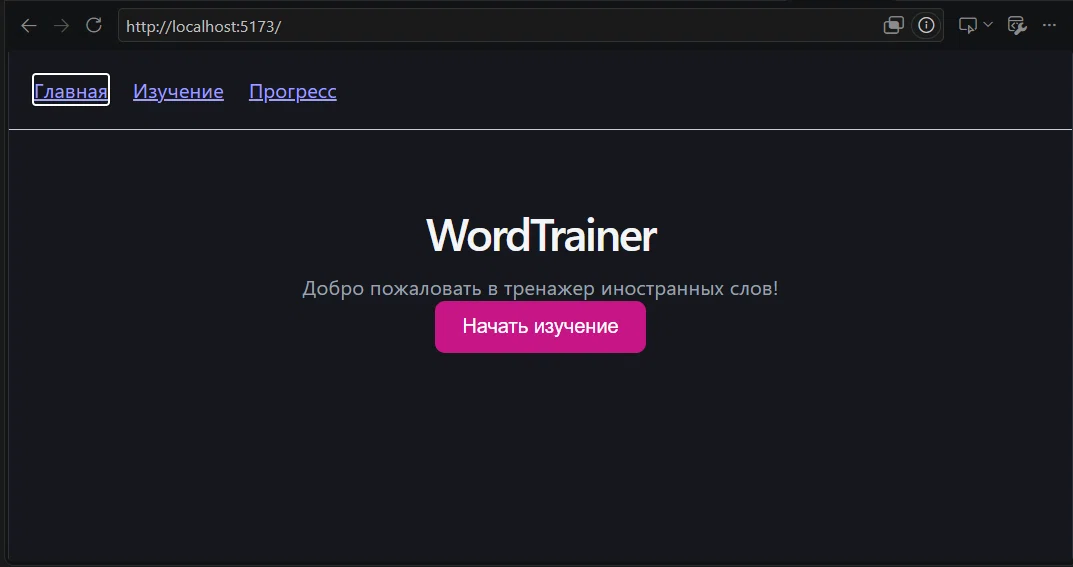 http://localhost:5173/
Главная Изучение Прогресс
WordTrainer
Добро пожаловать в тренажер иностранных слов!
Начать изучение